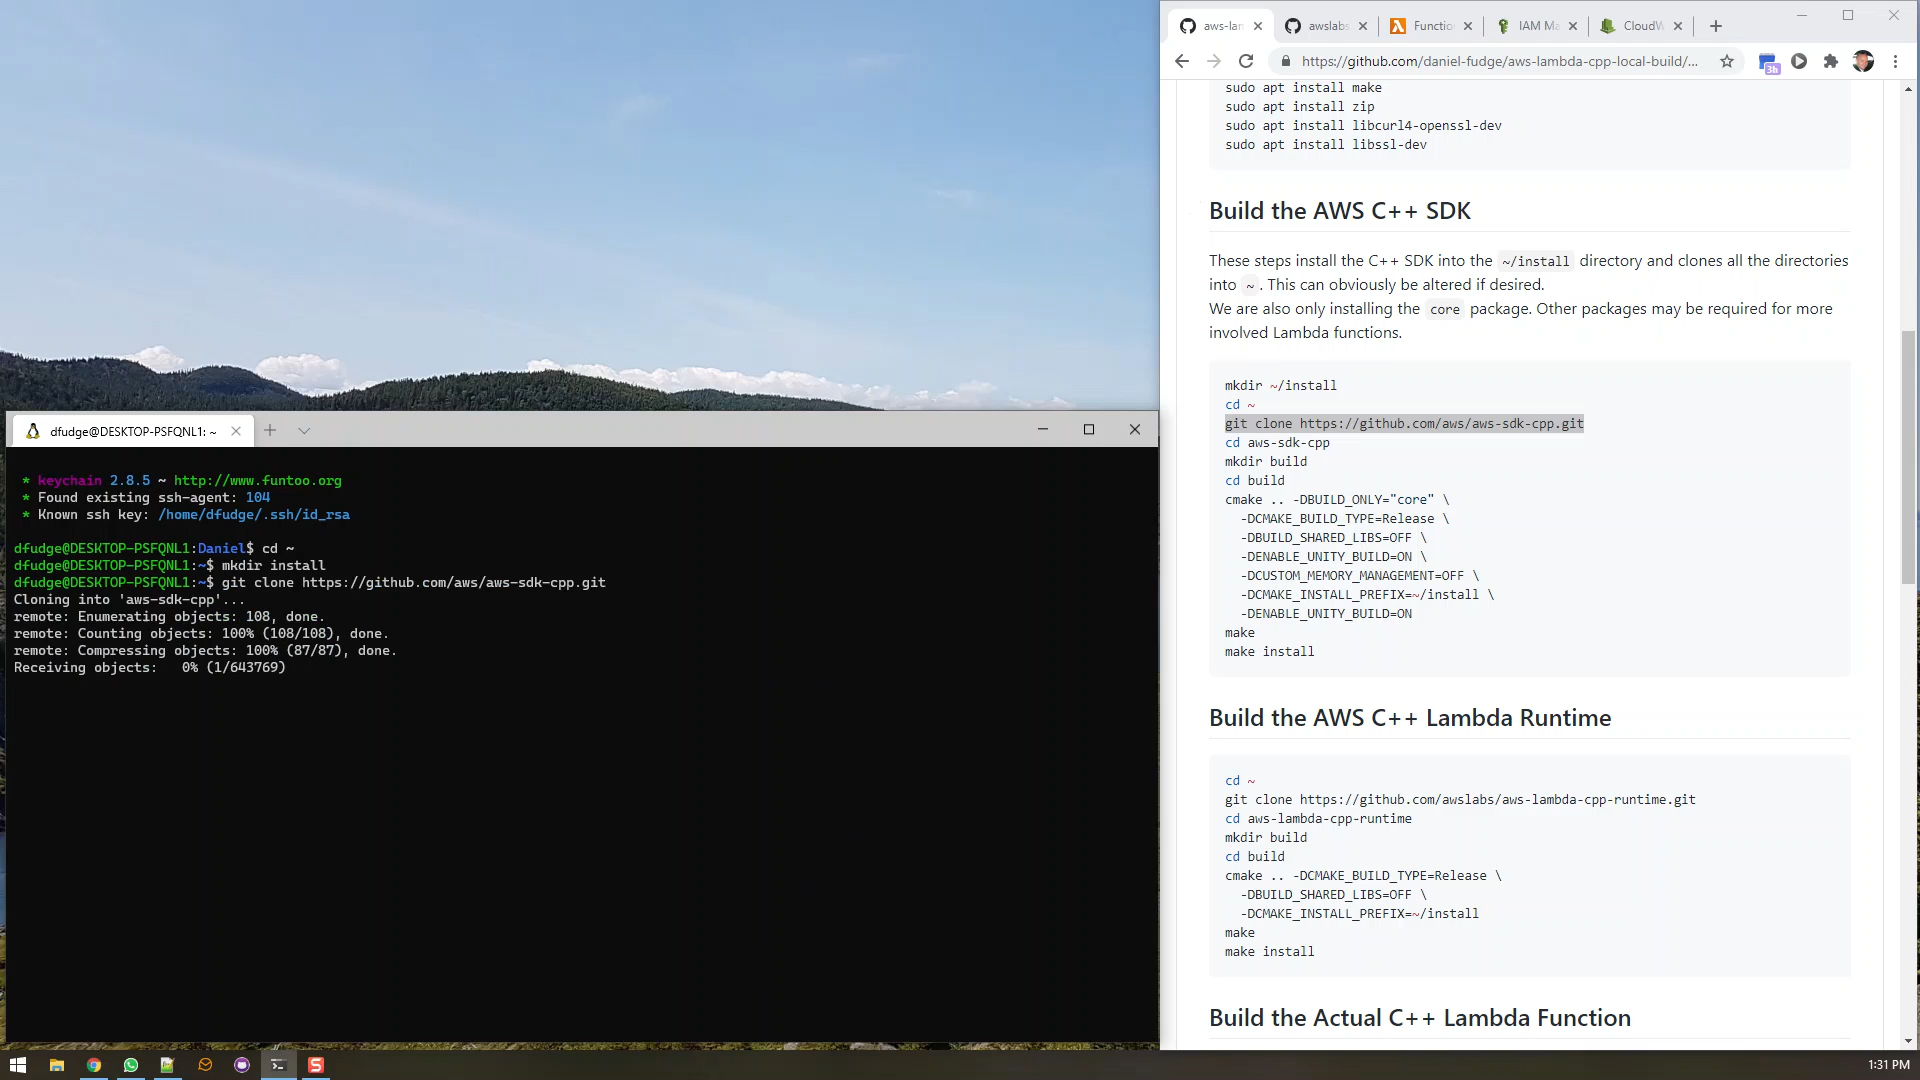 aws-lan
awslabs
Functio
IAM Ma
CloudW
https://github.com/daniel-fudge/aws-lambda-cpp-local-build/...
3h
sudo apt install make
sudo apt install zip
sudo apt install libcurl4-openssl-dev
sudo apt install libssl-dev
Build the AWS C++ SDK
These steps install the C++ SDK into the ~/install directory and clones all the directories
into ~. This can obviously be altered if desired.
We are also only installing the core package. Other packages may be required for more
involved Lambda functions.
mkdir ~/install
cd ~
git clone https://github.com/aws/aws-sdk-cpp.git
cd aws-sdk-cpp
mkdir build
cd build
cmake .. -DBUILD_ONLY="core" \
-DCMAKE_BUILD_TYPE=Release \
-DBUILD_SHARED_LIBS=OFF \
-DENABLE_UNITY_BUILD=ON \
-DCUSTOM_MEMORY_MANAGEMENT=OFF \
-DCMAKE_INSTALL_PREFIX=~/install \
-DENABLE_UNITY_BUILD=ON
make
make install
Build the AWS C++ Lambda Runtime
cd ~
git clone https://github.com/awslabs/aws-lambda-cpp-runtime.git
cd aws-lambda-cpp-runtime
mkdir build
cd build
cmake .. -DCMAKE_BUILD_TYPE=Release \
-DBUILD_SHARED_LIBS=OFF \
-DCMAKE_INSTALL_PREFIX=~/install
make
make install
Build the Actual C++ Lambda Function
dfudge@DESKTOP-PSFQNL1: ~
* keychain 2.8.5 ~ http://www.funtoo.org
* Found existing ssh-agent: 104
* Known ssh key: /home/dfudge/.ssh/id_rsa
dfudge@DESKTOP-PSFQNL1:Daniel$ cd ~
dfudge@DESKTOP-PSFQNL1:~$ mkdir install
dfudge@DESKTOP-PSFQNL1:~$ git clone https://github.com/aws/aws-sdk-cpp.git
Cloning into 'aws-sdk-cpp'...
remote: Enumerating objects: 108, done.
remote: Counting objects: 100% (108/108), done.
remote: Compressing objects: 100% (87/87), done.
Receiving objects:   0% (1/643769)
1:31 PM